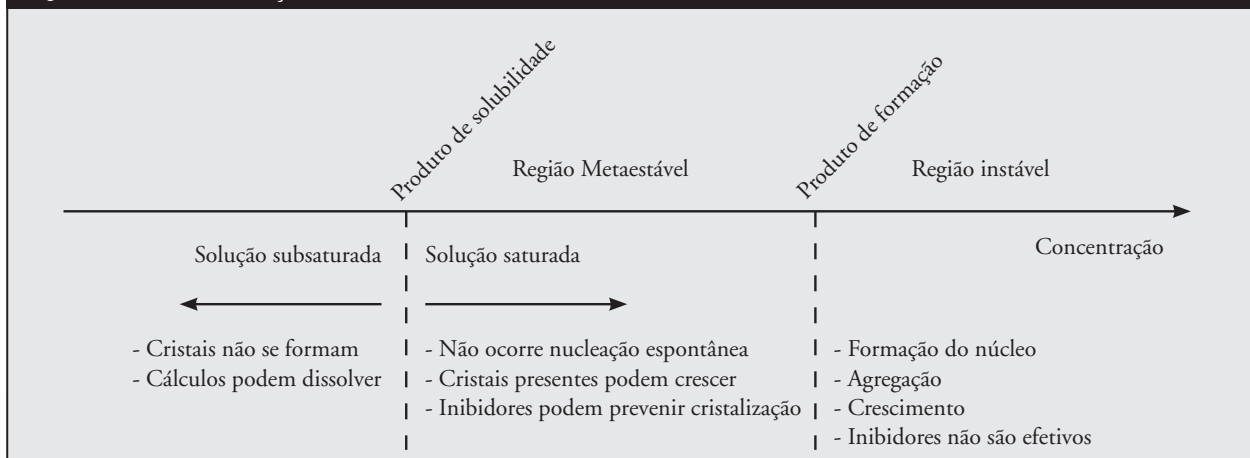 Produto de solubilidade
Produto de formação
Região Metaestável
Região instável
Concentração
Solução subsaturada
Solução saturada
- Cristais não se formam
- Cálculos podem dissolver
- Não ocorre nucleação espontânea
- Cristais presentes podem crescer
- Inibidores podem prevenir cristalização
- Formação do núcleo
- Agregação
- Crescimento
- Inibidores não são efetivos